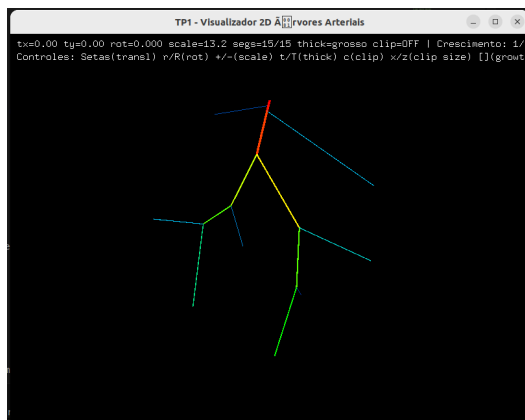 TP1 - Visualizador 2D Árvores Arteriais
tx=0.00 ty=0.00 rot=0.000 scale=13.2 segs=15/15 thick=grosso clip=OFF | Crescimento: 1/
Controles: Setas(transl) r/R(rot) +/-(scale) t/T(thick) c(clip) x/z(clip size) [](growt